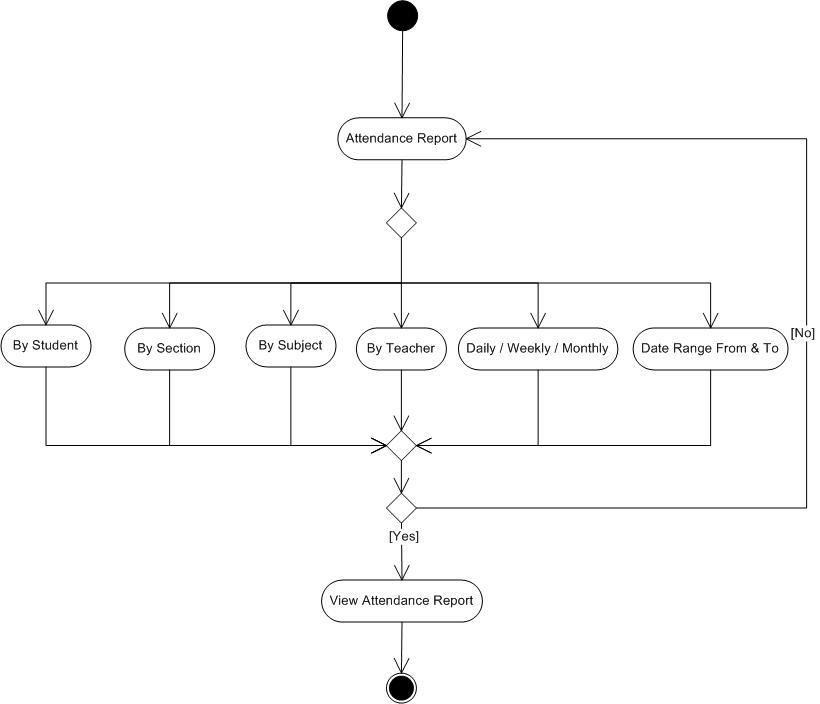 Attendance Report
By Student
By Section
By Subject
By Teacher
Daily / Weekly / Monthly
Date Range From & To
[No]
[Yes]
View Attendance Report